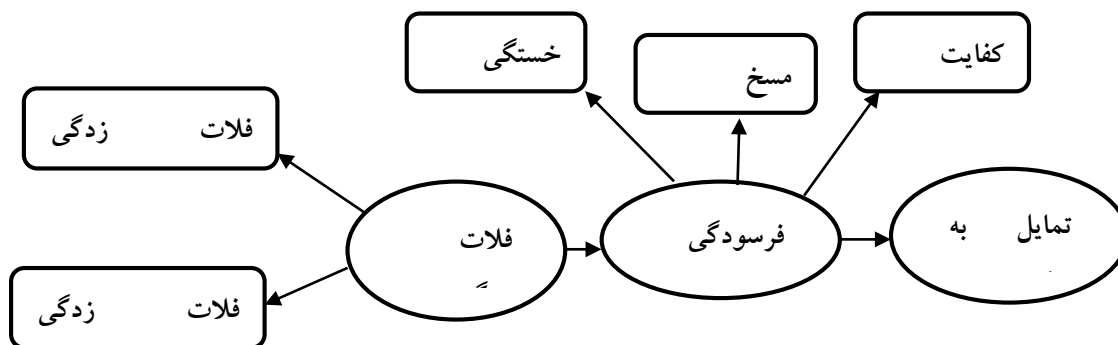 خستگی
مسخ
کفایت
فلات زدگی
فلات
فرسودگی
تمایل به
فلات زدگی